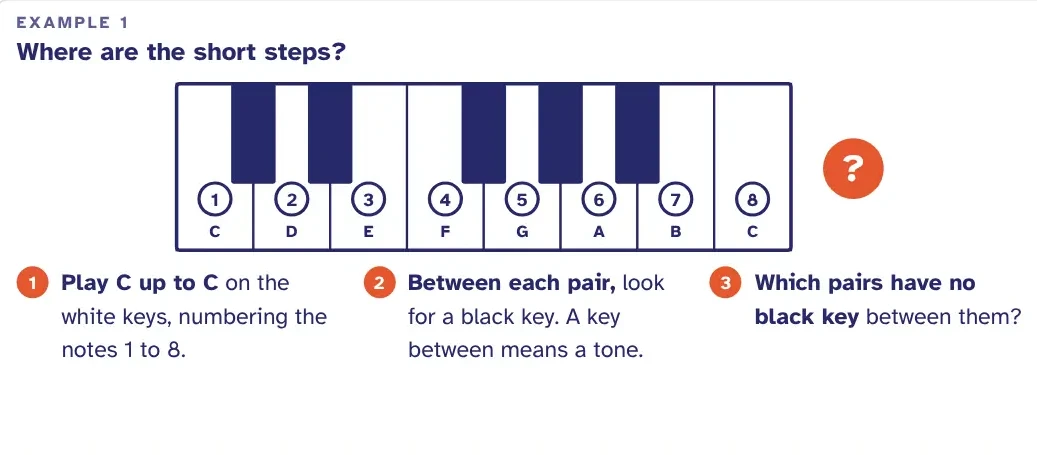 EXAMPLE 1
Where are the short steps?
1 2 3 4 5 6 7 8
C D E F G A B C
?
1 Play C up to C on the
white keys, numbering the
notes 1 to 8.
2 Between each pair, look
for a black key. A key
between means a tone.
3 Which pairs have no
black key between them?